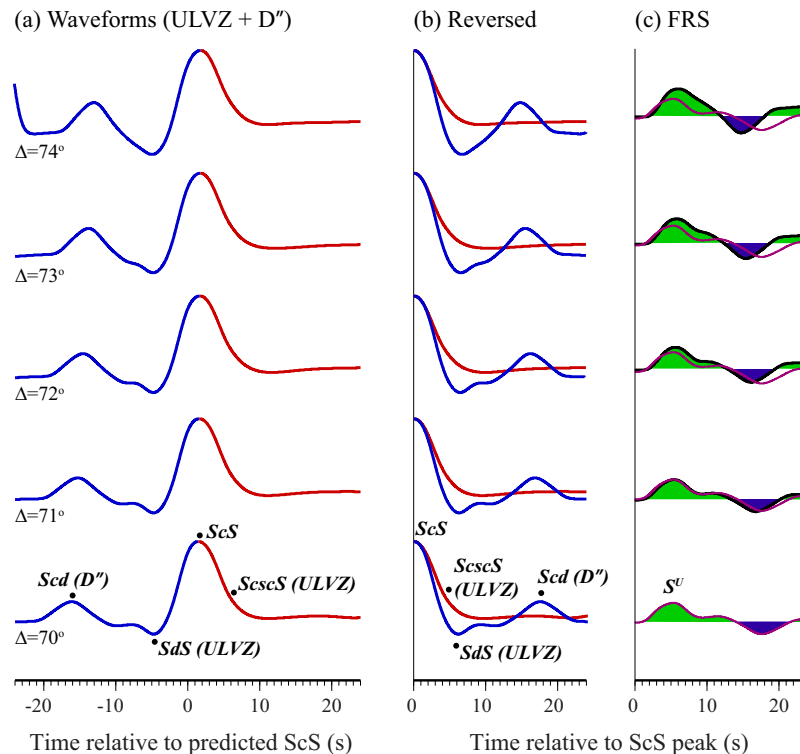 (a) Waveforms (ULVZ + D″)
(b) Reversed
(c) FRS
Δ=74°
Δ=73°
Δ=72°
Δ=71°
ScS
Scd (D″)
ScscS (ULVZ)
SdS (ULVZ)
Δ=70°
ScS
ScscS
(ULVZ)
Scd (D″)
SdS (ULVZ)
Sᵁ
-20 -10 0 10 20
0 10 20
0 10 20
Time relative to predicted ScS (s)
Time relative to ScS peak (s)